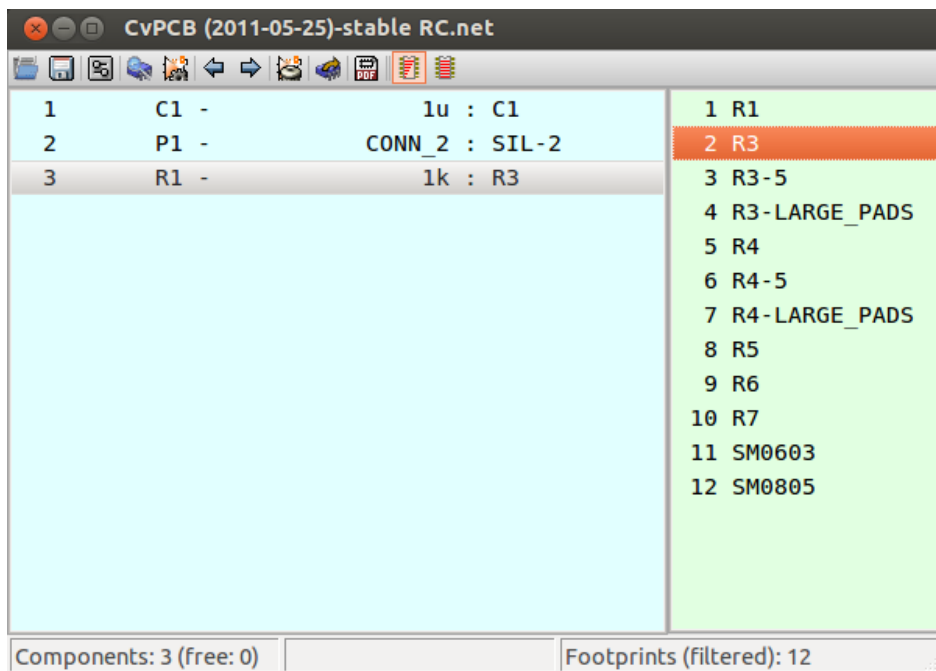 CvPCB (2011-05-25)-stable RC.net
PDF
1 C1 - 1u : C1
2 P1 - CONN_2 : SIL-2
3 R1 - 1k : R3
1 R1
2 R3
3 R3-5
4 R3-LARGE_PADS
5 R4
6 R4-5
7 R4-LARGE_PADS
8 R5
9 R6
10 R7
11 SM0603
12 SM0805
Components: 3 (free: 0)
Footprints (filtered): 12